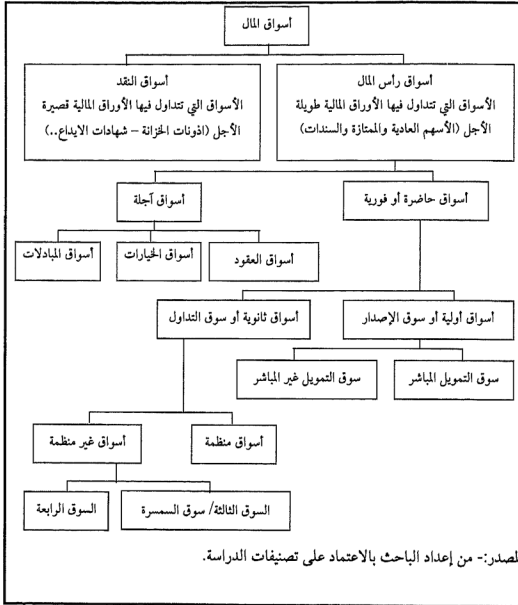 أسواق المال
أسواق رأس المال
الأسواق التي تتداول فيها الأوراق المالية طويلة
الأجل (الأسهم العادية والممتازة والسندات)
أسواق النقد
الأسواق التي تتداول فيها الأوراق المالية قصيرة
الأجل (اذونات الخزانة – شهادات الايداع..)
أسواق حاضرة أو فورية
أسواق آجلة
أسواق العقود
أسواق الخيارات
أسواق المبادلات
أسواق أولية أو سوق الإصدار
أسواق ثانوية أو سوق التداول
سوق التمويل المباشر
سوق التمويل غير المباشر
أسواق منظمة
أسواق غير منظمة
السوق الثالثة/ سوق السمسرة
السوق الرابعة
لصدر:- من إعداد الباحث بالاعتماد على تصنيفات الدراسة.